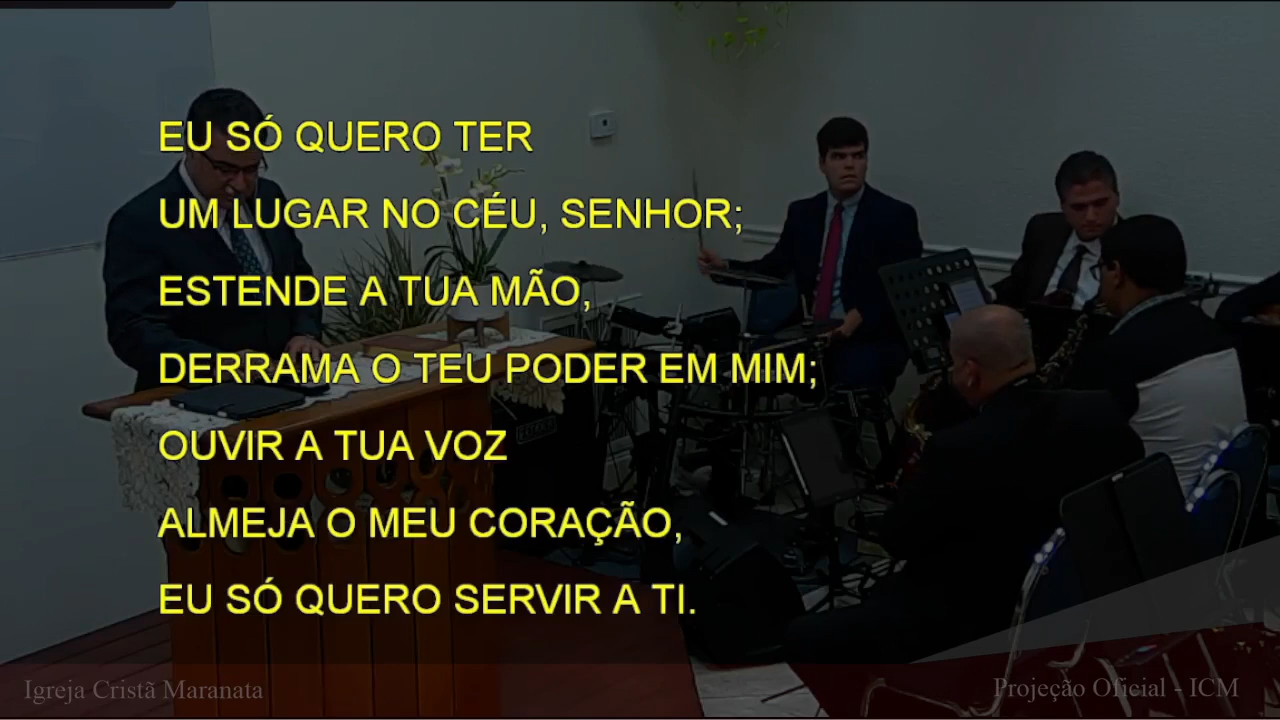 EU SÓ QUERO TER
UM LUGAR NO CÉU, SENHOR;
ESTENDE A TUA MÃO,
DERRAMA O TEU PODER EM MIM;
OUVIR A TUA VOZ
ALMEJA O MEU CORAÇÃO,
EU SÓ QUERO SERVIR A TI.
Igreja Cristã Maranata
Projeção Oficial - ICM